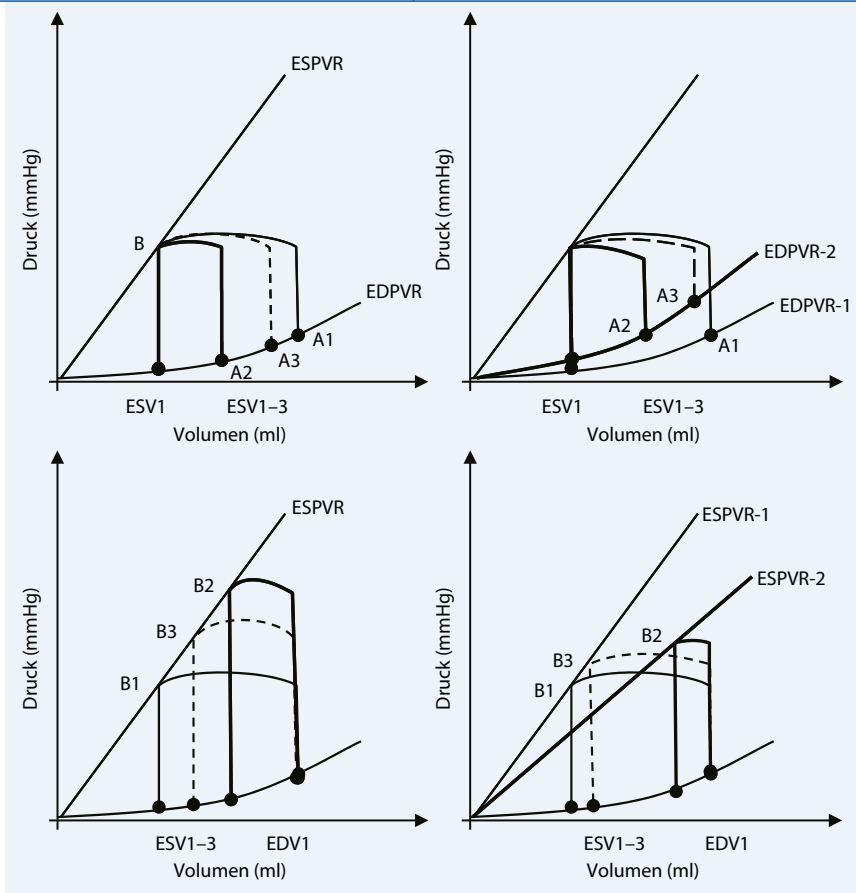 ESPVR
Druck (mmHg)
B
EDPVR
A1
A3
A2
ESV1
ESV1–3
Volumen (ml)
Druck (mmHg)
EDPVR-2
A3
EDPVR-1
A2
A1
ESV1
ESV1–3
Volumen (ml)
ESPVR
B2
Druck (mmHg)
B3
B1
ESV1–3
EDV1
Volumen (ml)
ESPVR-1
ESPVR-2
B2
Druck (mmHg)
B3
B1
ESV1–3
EDV1
Volumen (ml)